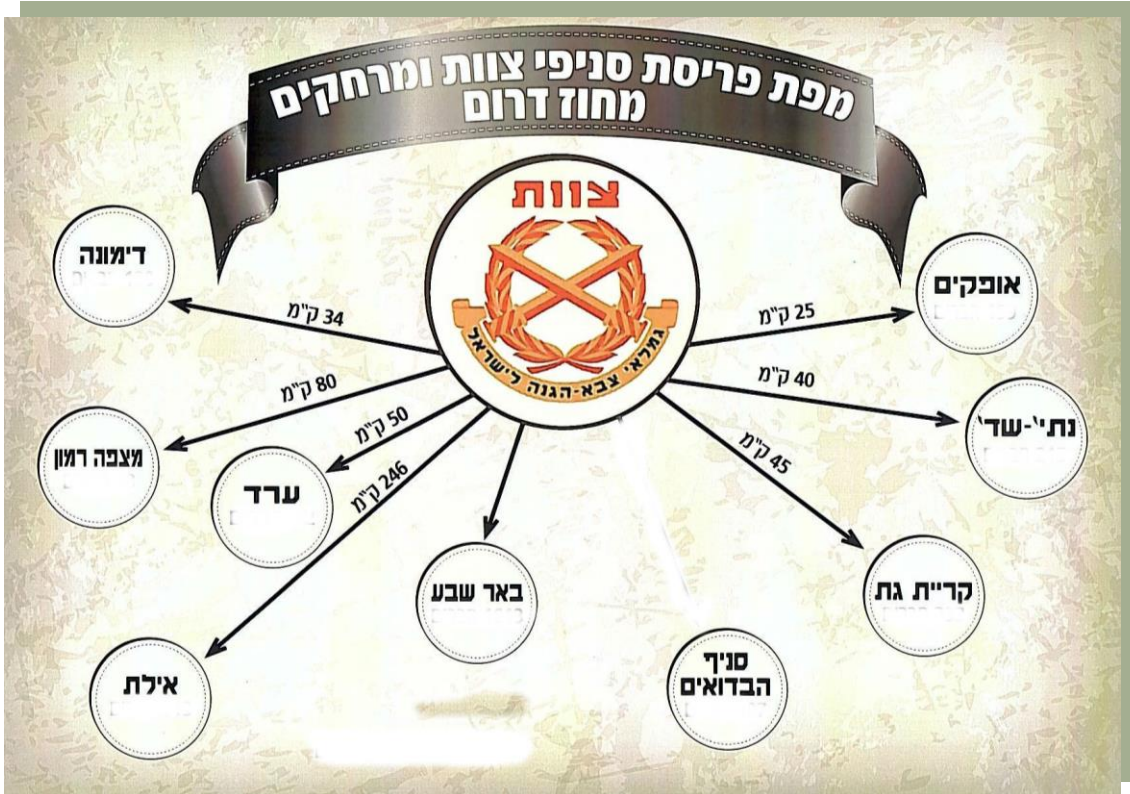 מפת פריסת סניפי צוות ומרחקים
מחוז דרום
צוות
גמלאי צבא-הגנה לישראל
דימונה
אופקים
34 ק"מ
25 ק"מ
80 ק"מ
40 ק"מ
50 ק"מ
45 ק"מ
246 ק"מ
נתי'-שד'
מצפה רמון
ערד
באר שבע
קריית גת
סניף
הבדואים
אילת